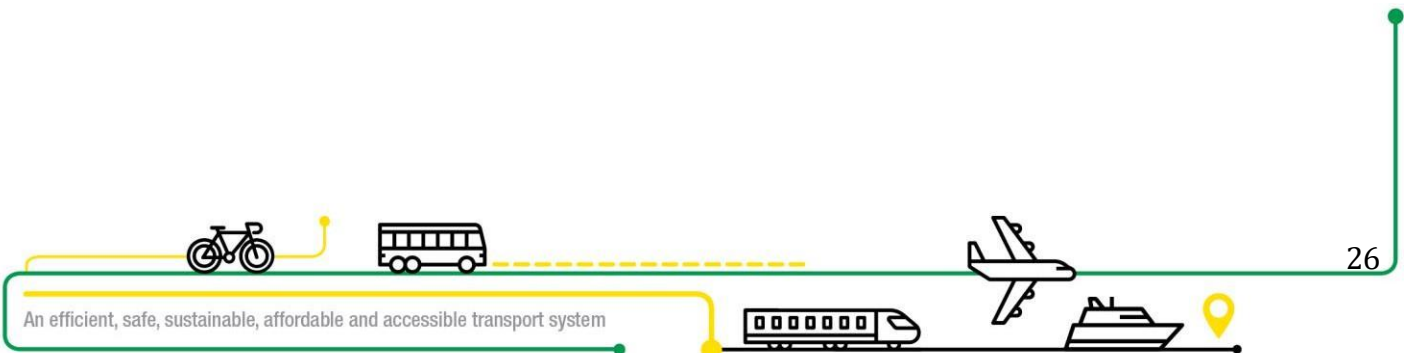 26
An efficient, safe, sustainable, affordable and accessible transport system